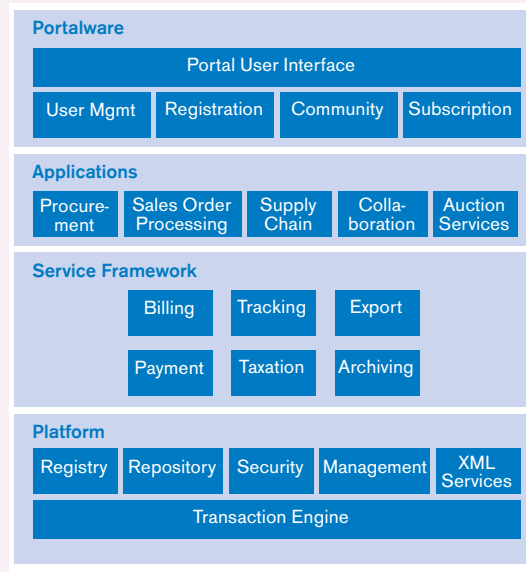 Portalware
Portal User Interface
User Mgmt
Registration
Community
Subscription
Applications
Procure-
ment
Sales Order
Processing
Supply
Chain
Colla-
boration
Auction
Services
Service Framework
Billing
Tracking
Export
Payment
Taxation
Archiving
Platform
Registry
Repository
Security
Management
XML
Services
Transaction Engine